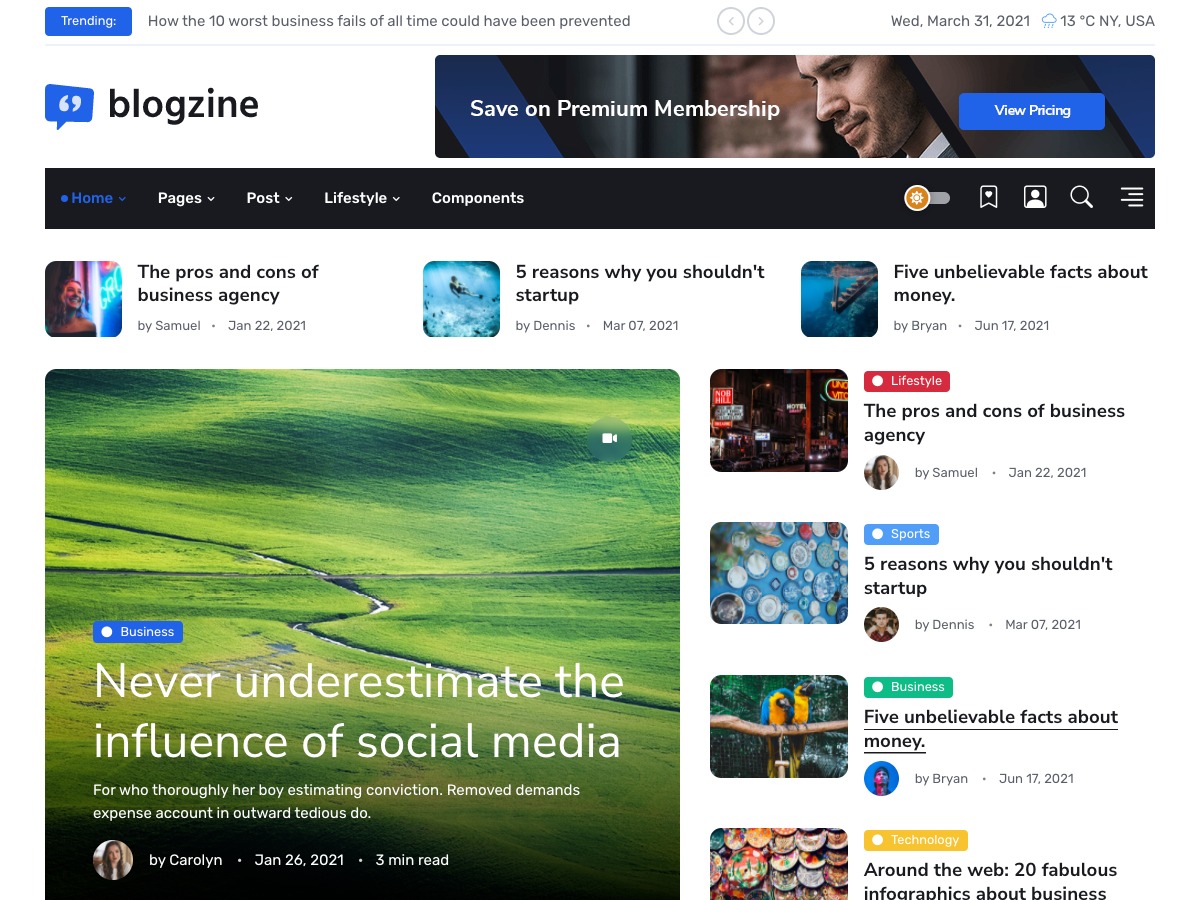 Trending:
How the 10 worst business fails of all time could have been prevented
Wed, March 31, 2021
13 °C NY, USA
blogzine
Save on Premium Membership
View Pricing
Home
Pages
Post
Lifestyle
Components
The pros and cons of
business agency
by Samuel • Jan 22, 2021
5 reasons why you shouldn't
startup
by Dennis • Mar 07, 2021
Five unbelievable facts about
money.
by Bryan • Jun 17, 2021
Business
Never underestimate the
influence of social media
For who thoroughly her boy estimating conviction. Removed demands
expense account in outward tedious do.
by Carolyn • Jan 26, 2021 • 3 min read
NOB
HILL
HOTEL
Lifestyle
The pros and cons of business
agency
by Samuel • Jan 22, 2021
Sports
5 reasons why you shouldn't
startup
by Dennis • Mar 07, 2021
Business
Five unbelievable facts about
money.
by Bryan • Jun 17, 2021
Technology
Around the web: 20 fabulous
infographics about business